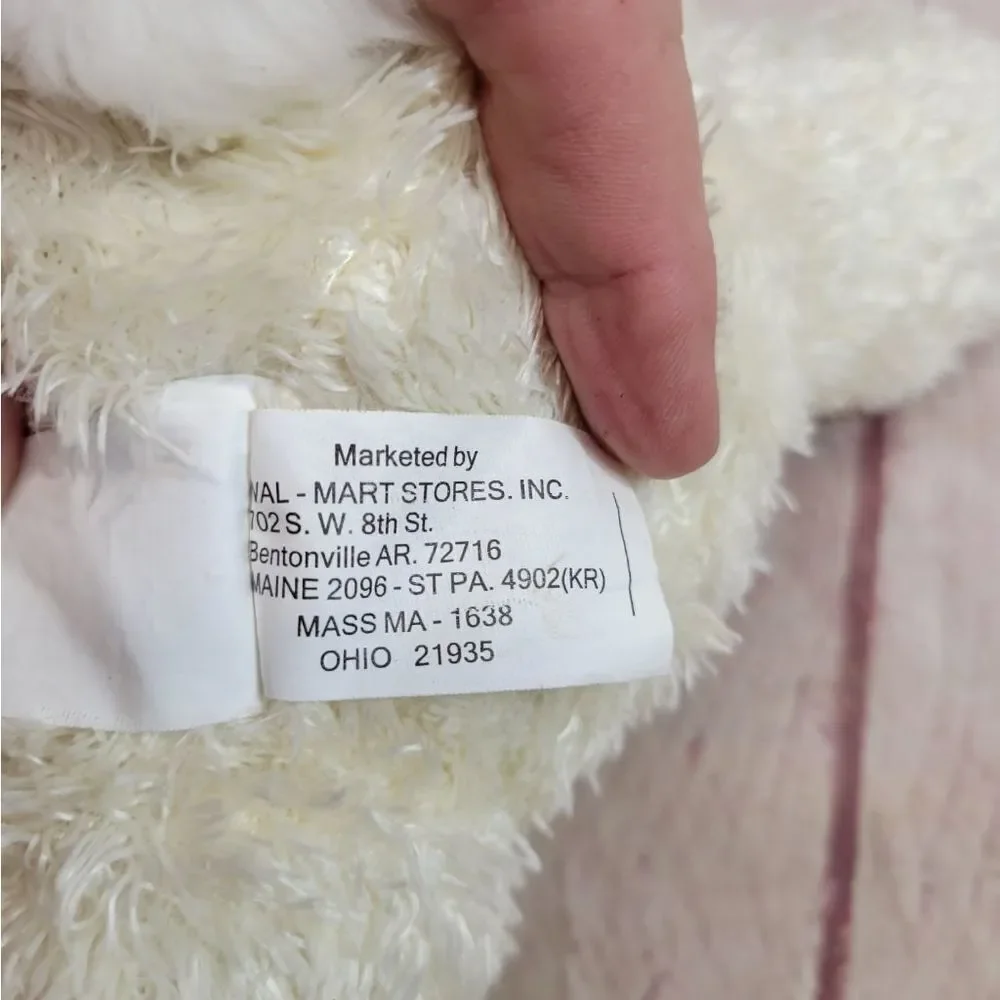 Marketed by
WAL - MART STORES. INC.
702 S. W. 8th St.
Bentonville AR. 72716
MAINE 2096 - ST PA. 4902(KR)
MASS MA - 1638
OHIO 21935